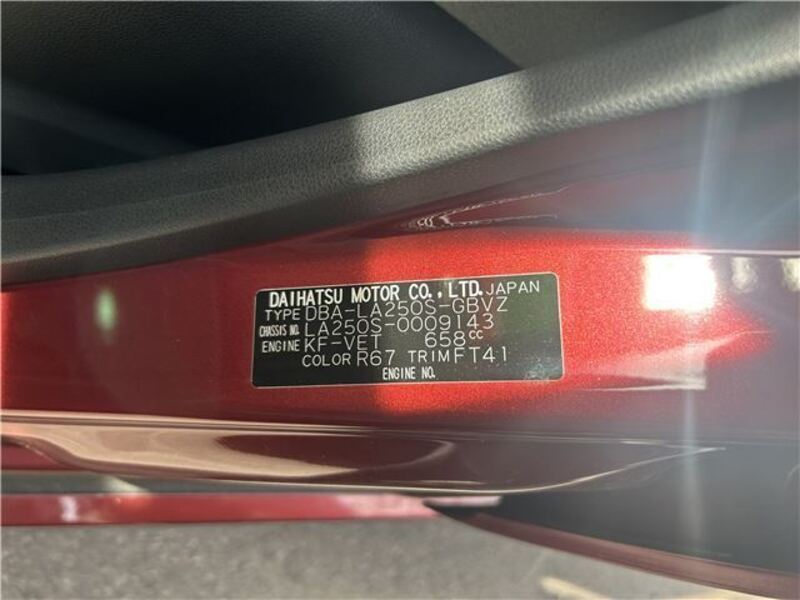 DAIHATSU MOTOR CO., LTD. JAPAN
TYPE DBA-LA250S-GBVZ
CHASSIS NO. LA250S-0009143
ENGINE KF-VET 658cc
COLOR R67 TRIM FT41
ENGINE NO.